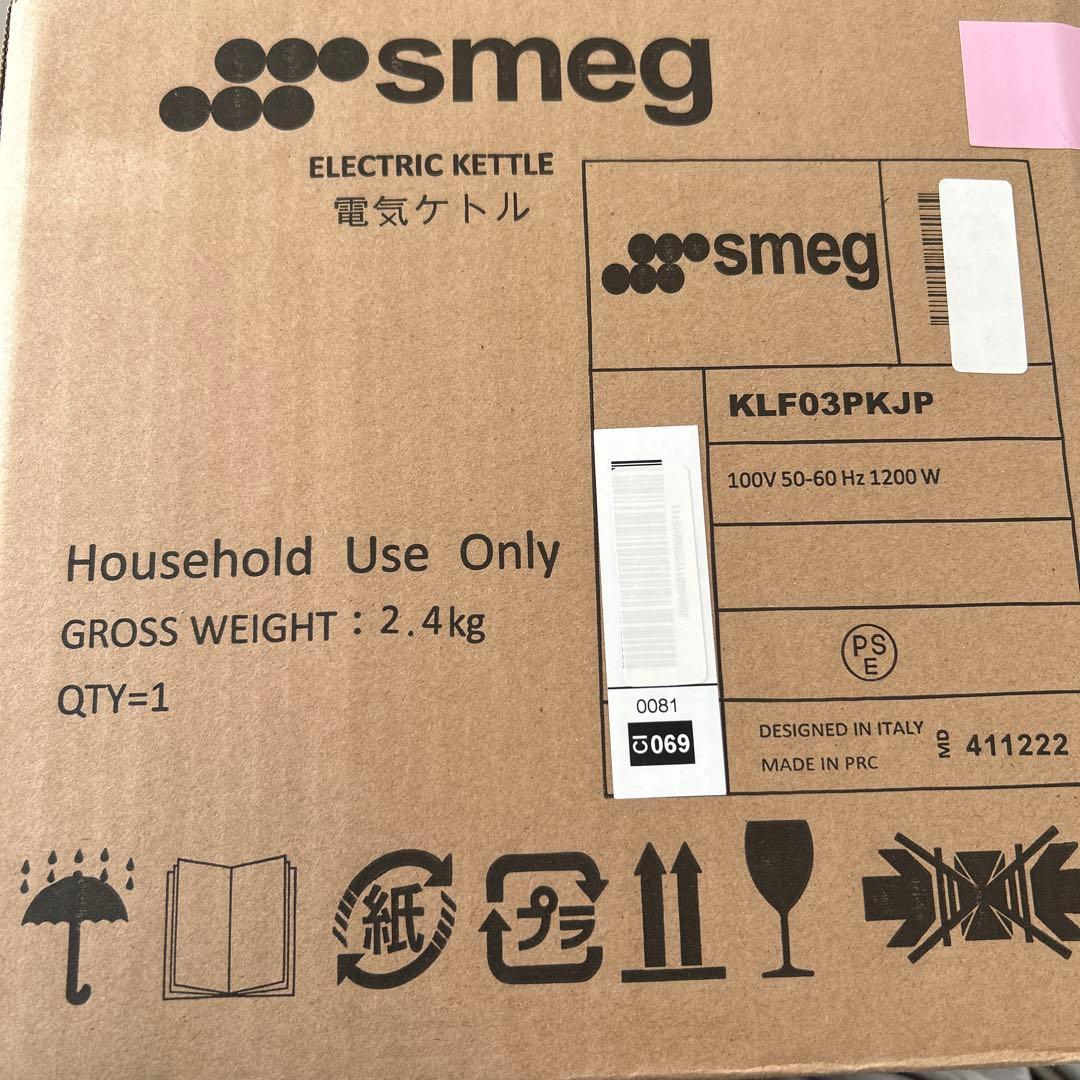 smeg
ELECTRIC KETTLE
電気ケトル
smeg
KLF03PKJP
100V 50-60 Hz 1200 W
Household Use Only
GROSS WEIGHT：2.4kg
QTY=1
PS
E
0081
CI 069
DESIGNED IN ITALY
MADE IN PRC
MD 411222
紙
プラ